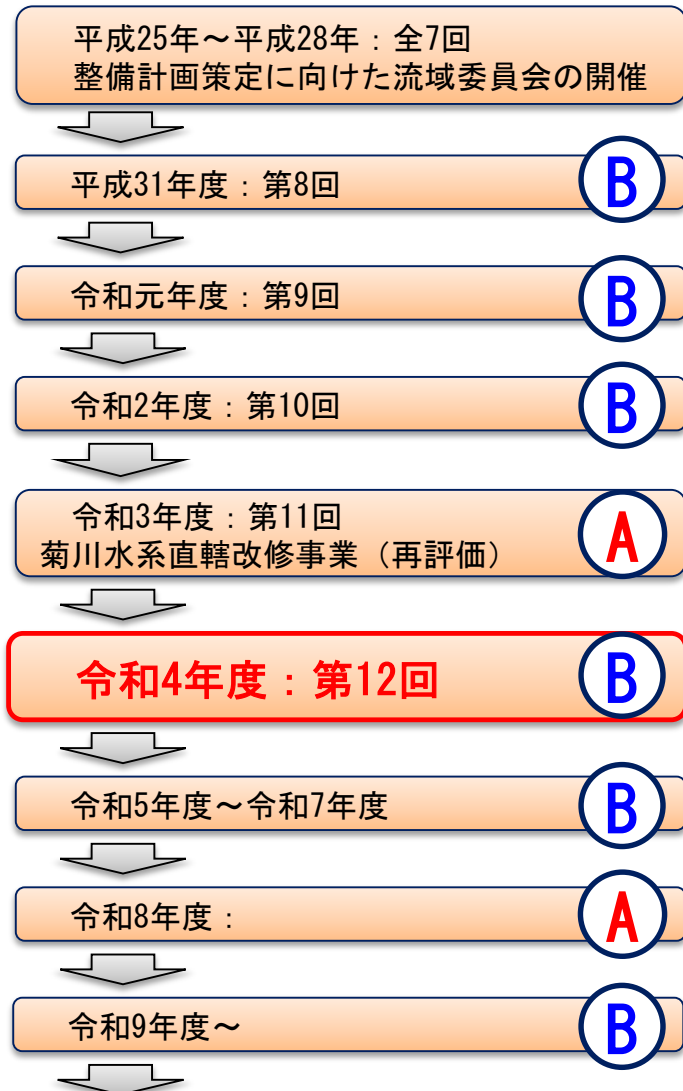 平成25年～平成28年：全7回
整備計画策定に向けた流域委員会の開催
平成31年度：第8回
B
令和元年度：第9回
B
令和2年度：第10回
B
令和3年度：第11回
菊川水系直轄改修事業（再評価）
A
令和4年度：第12回
B
令和5年度～令和7年度
B
令和8年度：
A
令和9年度～
B